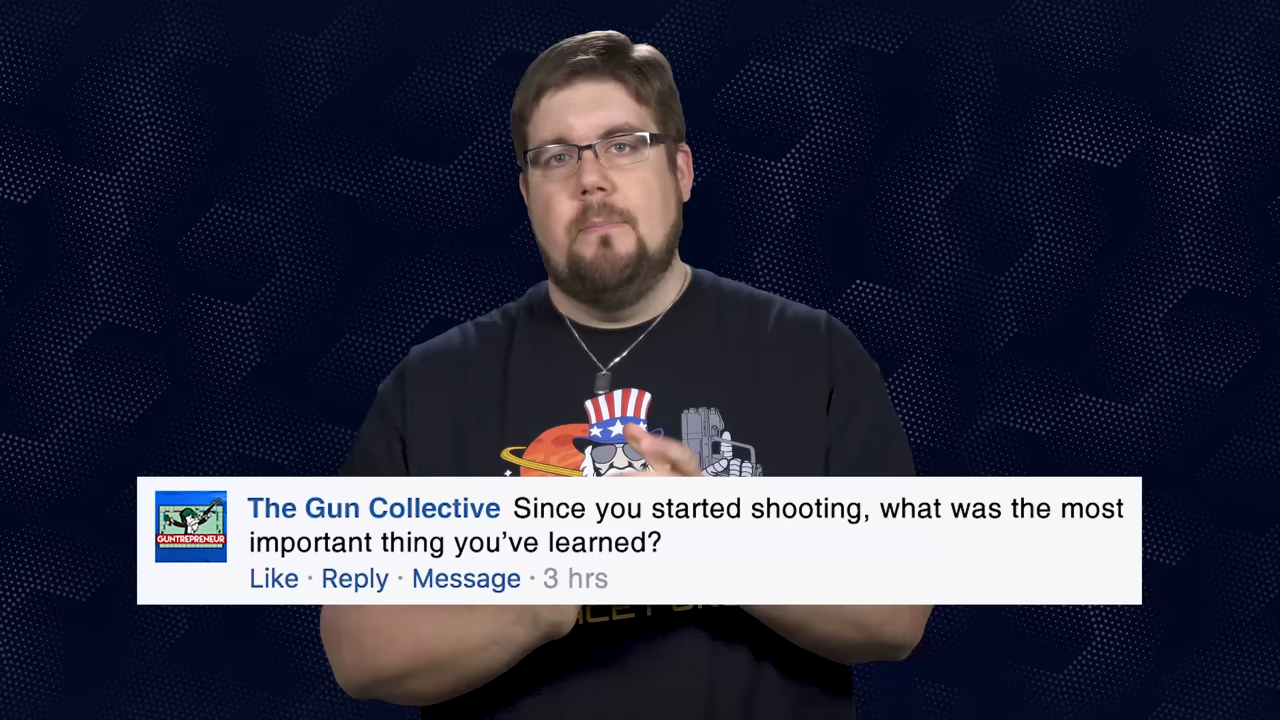 The Gun Collective Since you started shooting, what was the most
important thing you’ve learned?
Like · Reply · Message · 3 hrs
GUNTREPRENEUR